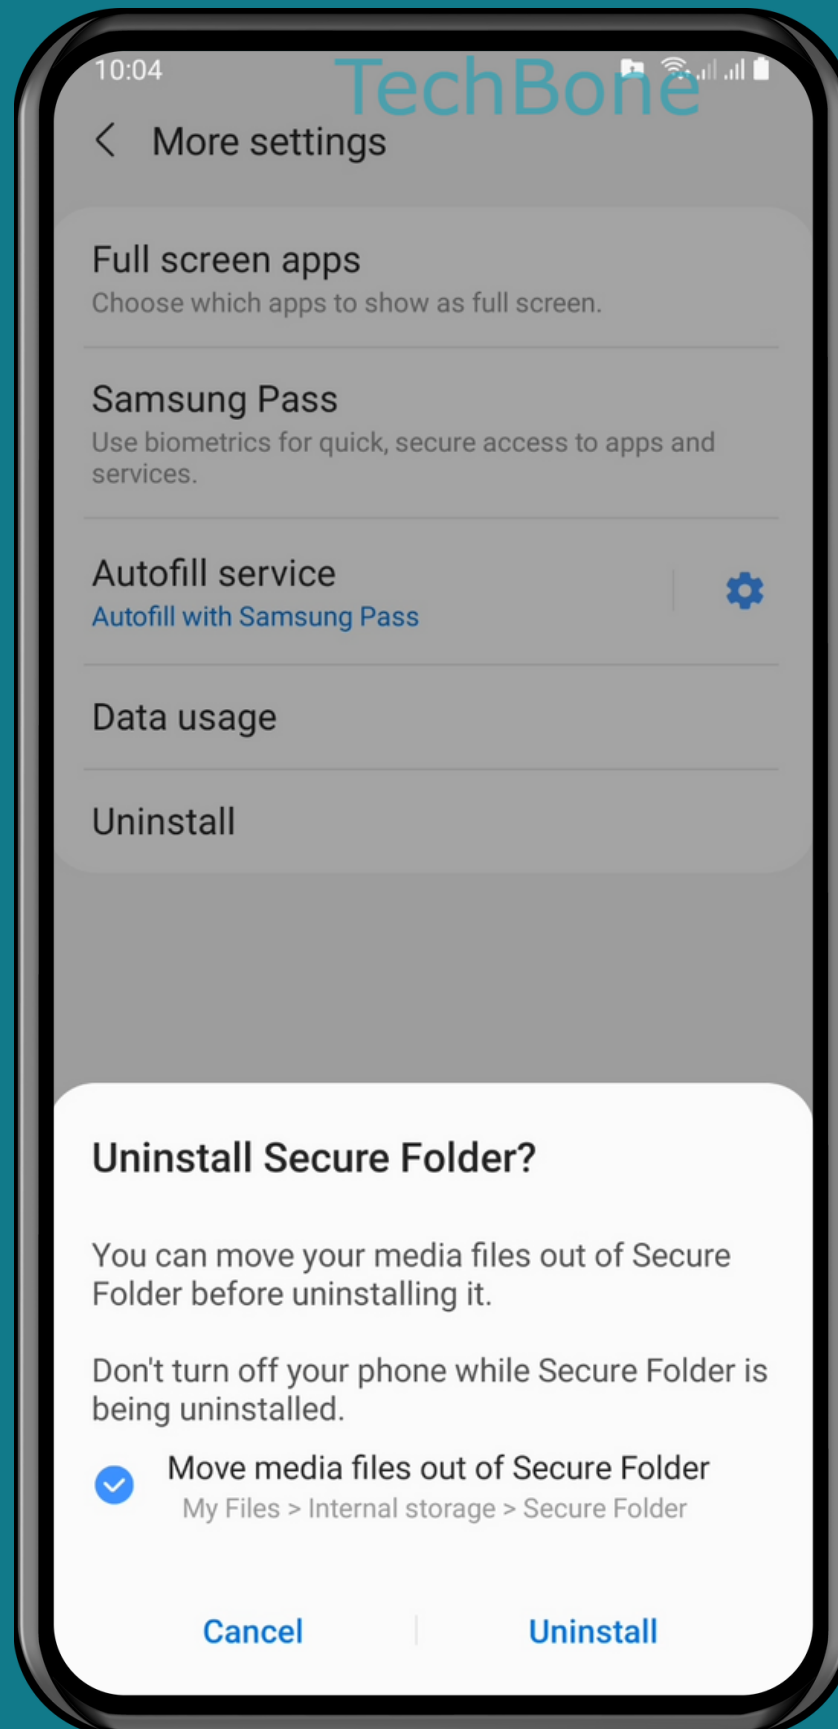 10:04
TechBone
More settings
Full screen apps
Choose which apps to show as full screen.
Samsung Pass
Use biometrics for quick, secure access to apps and
services.
Autofill service
Autofill with Samsung Pass
Data usage
Uninstall
Uninstall Secure Folder?
You can move your media files out of Secure
Folder before uninstalling it.
Don't turn off your phone while Secure Folder is
being uninstalled.
Move media files out of Secure Folder
My Files > Internal storage > Secure Folder
Cancel
Uninstall